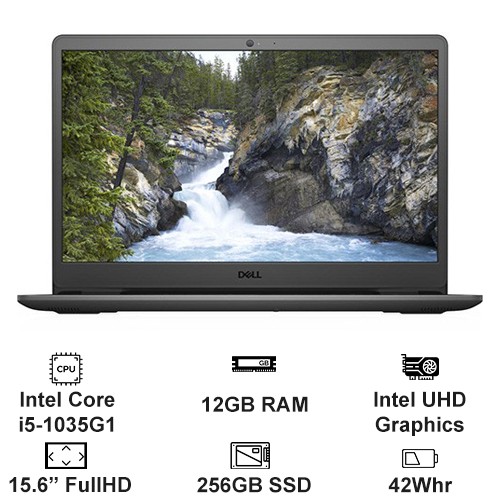 DELL
CPU
GB
Intel Core
i5-1035G1
12GB RAM
Intel UHD
Graphics
15.6” FullHD
256GB SSD
42Whr